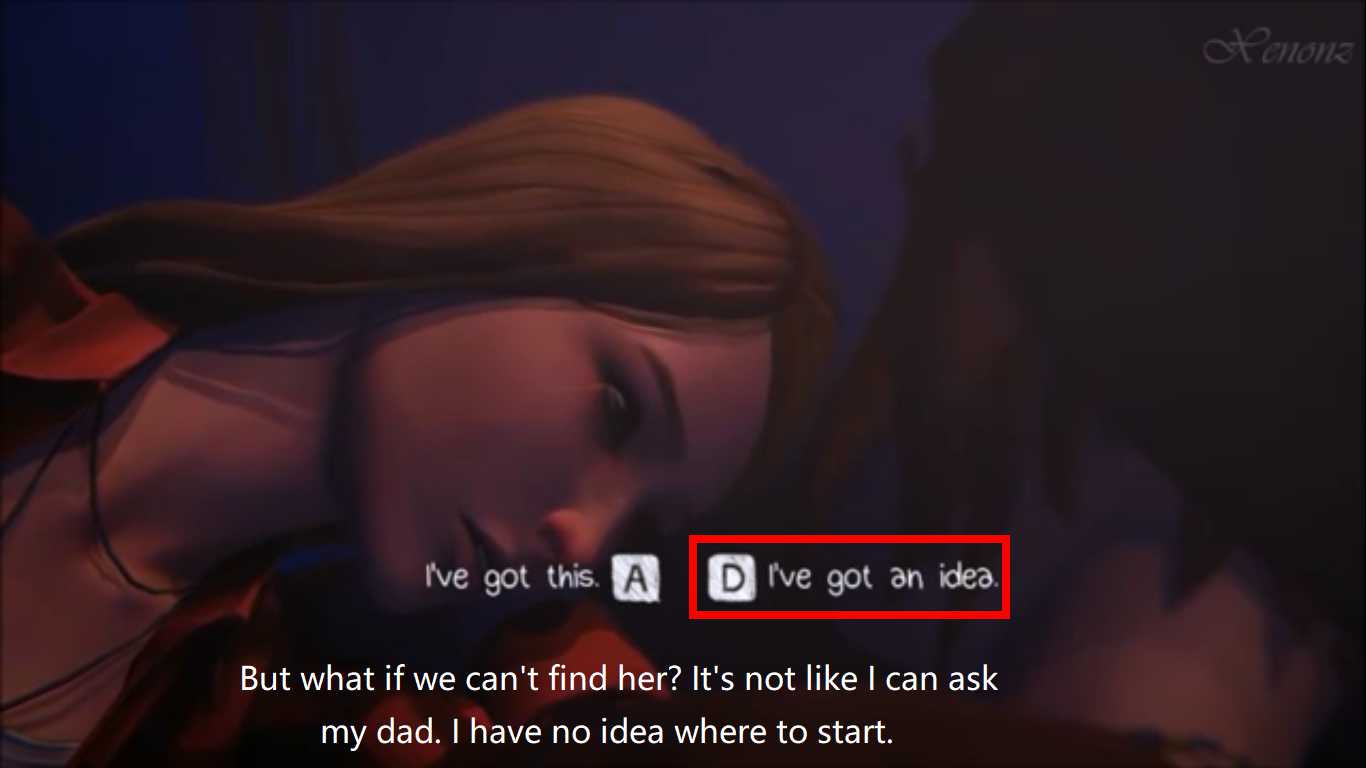 Xenonz
I've got this. A D I've got an idea.
But what if we can't find her? It's not like I can ask
my dad. I have no idea where to start.